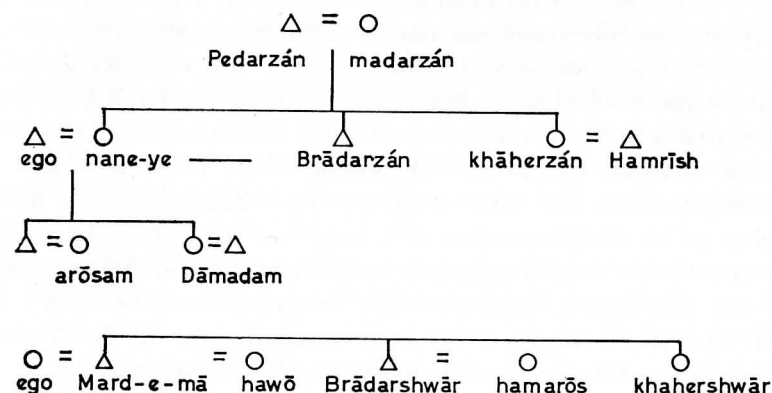 Pedarzán madarzán
ego nane-ye Brādarzán khāherzán Hamrīsh
arōsam Dāmadam
ego Mard-e-mā hawō Brādarshwār hamarōs khahershwār